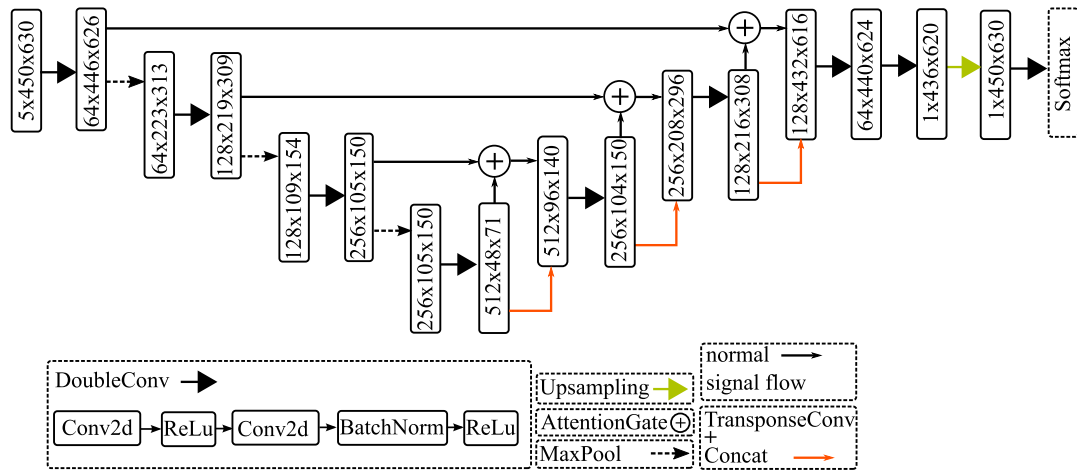 5x450x630
64x446x626
64x223x313
128x219x309
128x109x154
256x105x150
256x105x150
512x48x71
512x96x140
256x104x150
256x208x296
128x216x308
128x432x616
64x440x624
1x436x620
1x450x630
Softmax
DoubleConv
Conv2d
ReLu
Conv2d
BatchNorm
ReLu
Upsampling
AttentionGate
MaxPool
normal
signal flow
TransponseConv
+
Concat